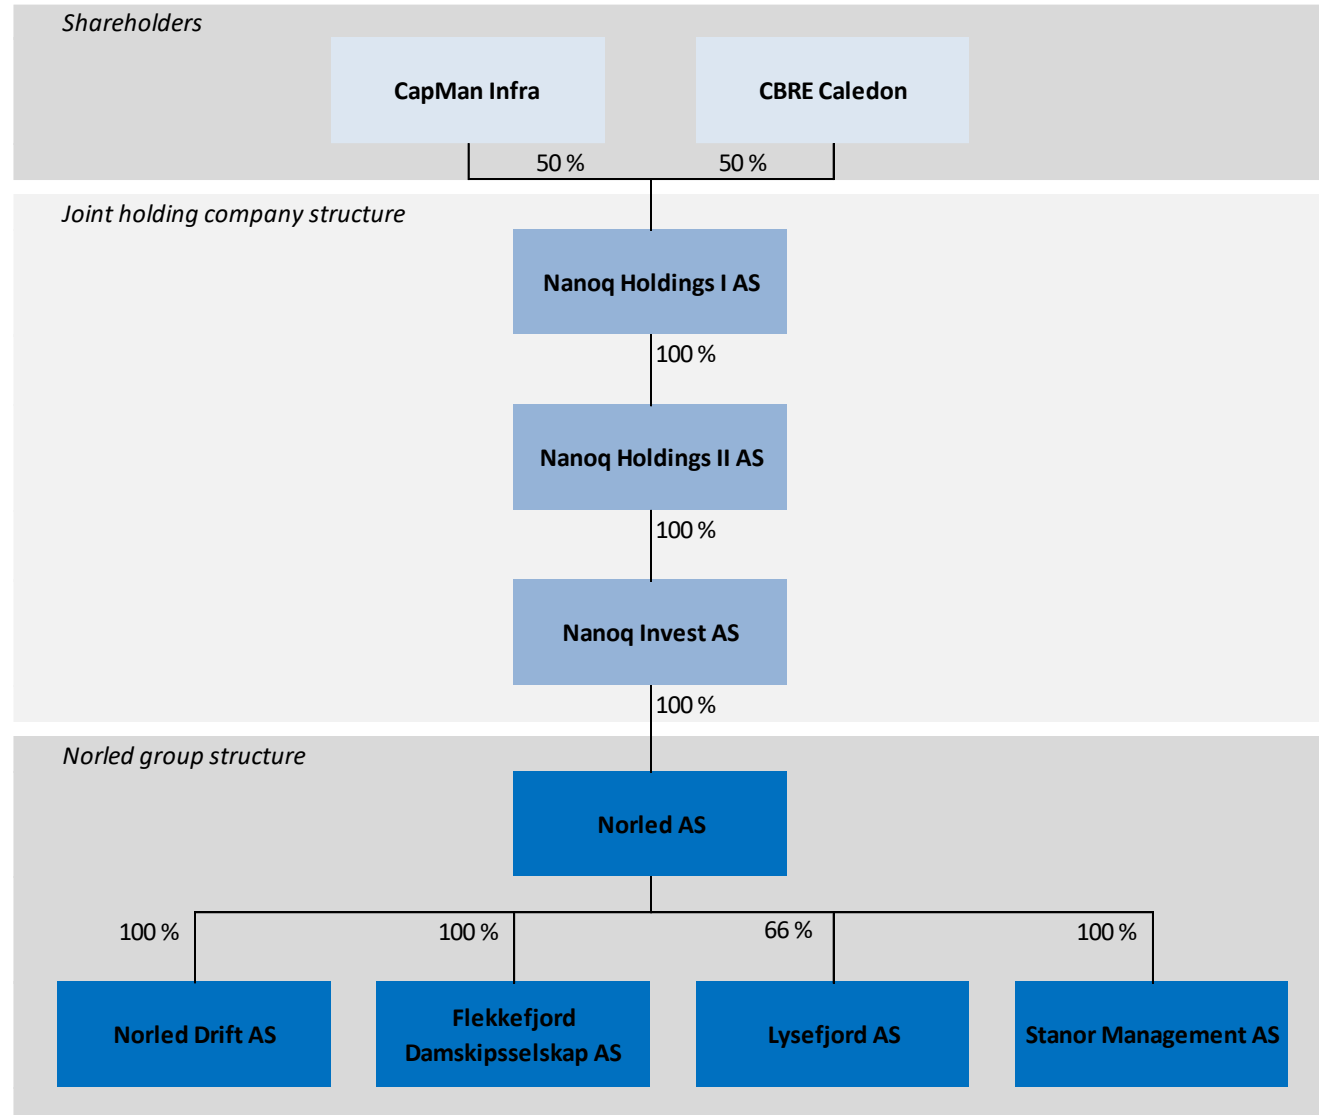 Shareholders
CapMan Infra
CBRE Caledon
50 %
50 %
Joint holding company structure
Nanoq Holdings I AS
100 %
Nanoq Holdings II AS
100 %
Nanoq Invest AS
100 %
Norled group structure
Norled AS
100 %
100 %
66 %
100 %
Norled Drift AS
Flekkefjord
Damskipsselskap AS
Lysefjord AS
Stanor Management AS